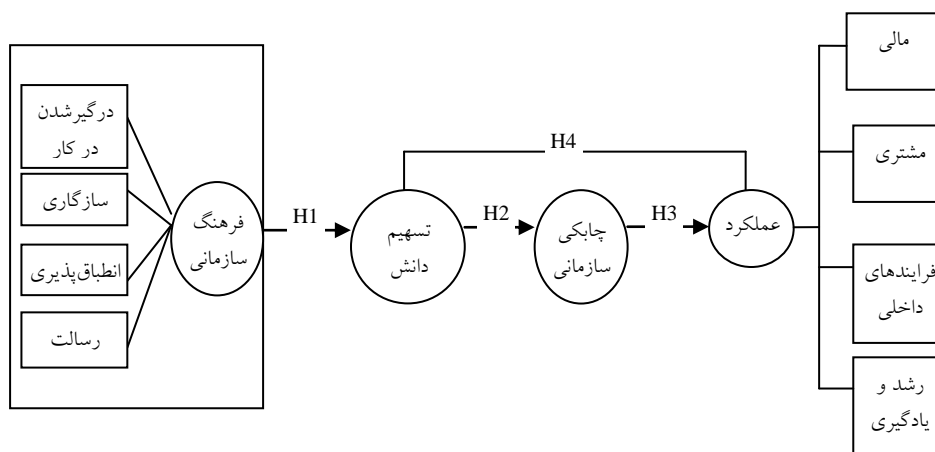 درگیرشدن
در کار
سازگاری
انطباق‌پذیری
رسالت
فرهنگ
سازمانی
H1
تسهیم
دانش
H2
چابکی
سازمانی
H3
عملکرد
H4
مالی
مشتری
فرایندهای
داخلی
رشد و
یادگیری